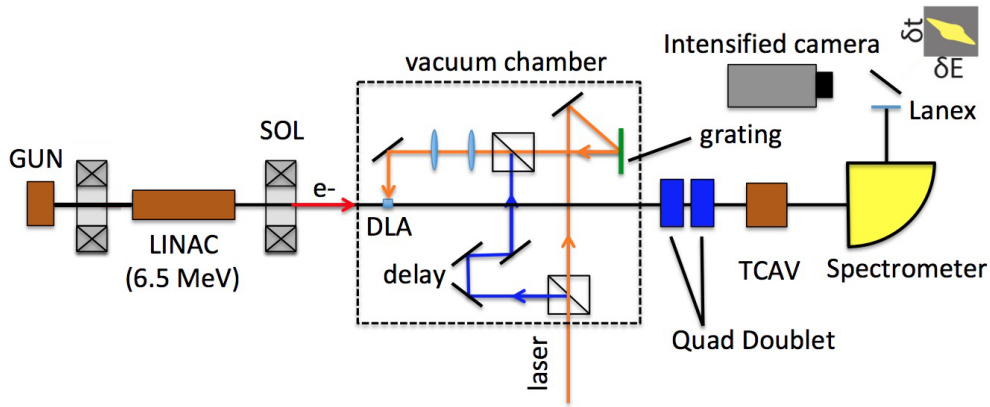 Intensified camera
δt
δE
vacuum chamber
Lanex
SOL
grating
GUN
e-
DLA
LINAC
(6.5 MeV)
delay
TCAV
Spectrometer
Quad Doublet
laser